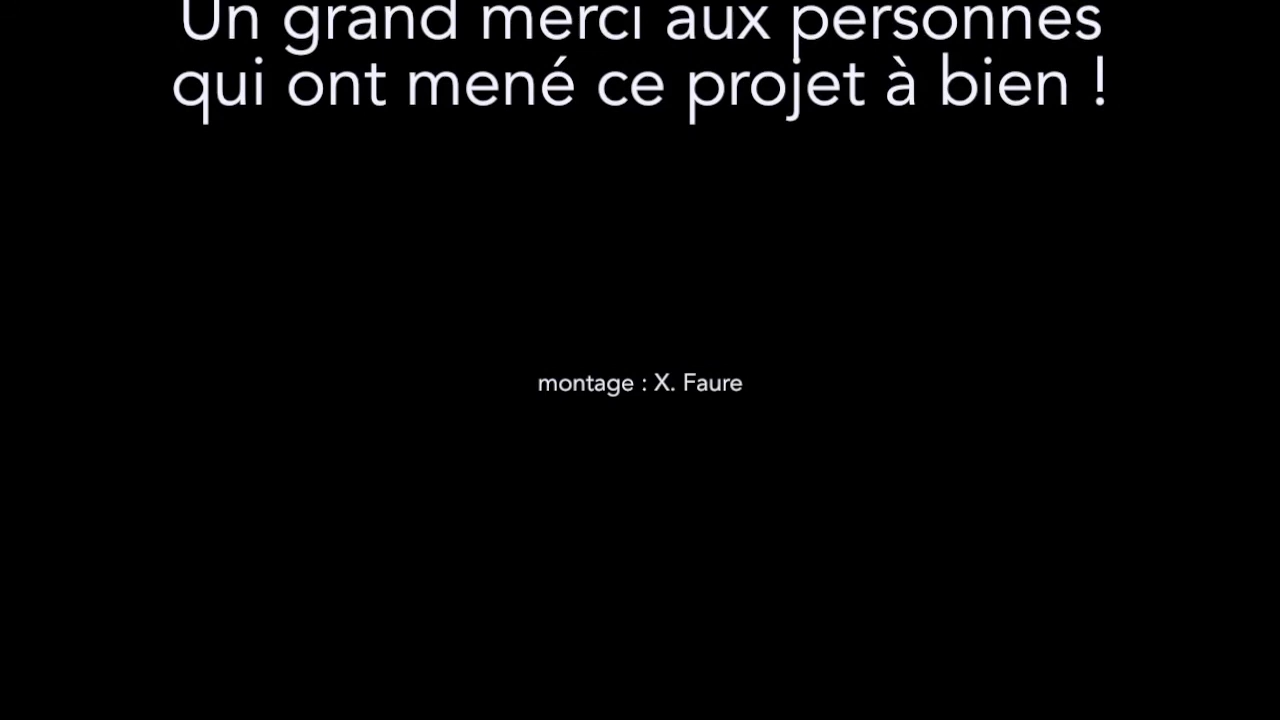 Un grand merci aux personnes
qui ont mené ce projet à bien !
montage : X. Faure